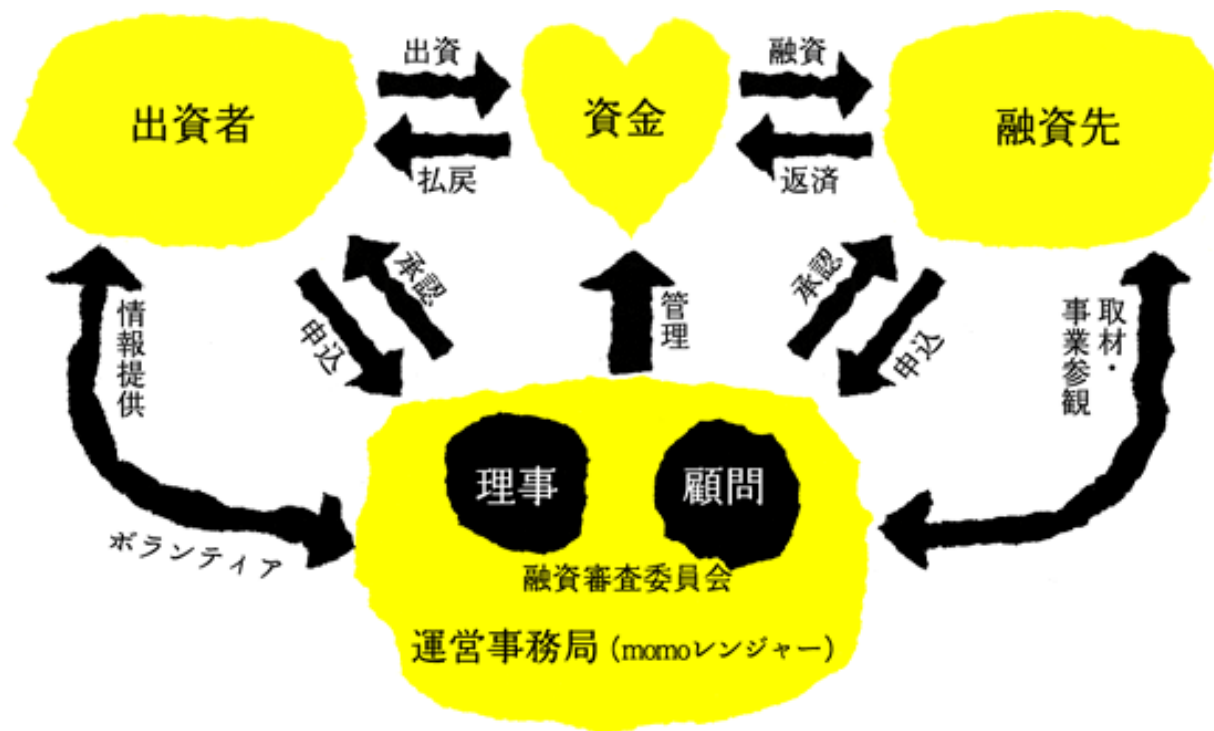 出資
融資
出資者
資金
融資先
払戻
返済
承認
申込
管理
承認
申込
情報提供
取材・
事業参観
ボランティア
理事
顧問
融資審査委員会
運営事務局(momoレンジャー)